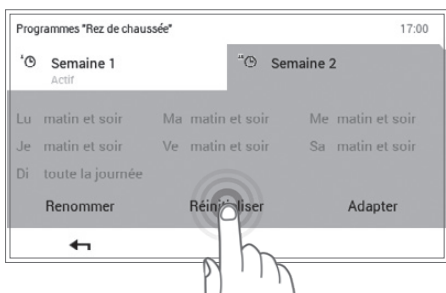 Programmes "Rez de chaussée" 17:00
1 Semaine 1 Semaine 2
Actif
Lu matin et soir Ma matin et soir Me matin et soir
Je matin et soir Ve matin et soir Sa matin et soir
Di toute la journée
Renommer Réinitialiser Adapter